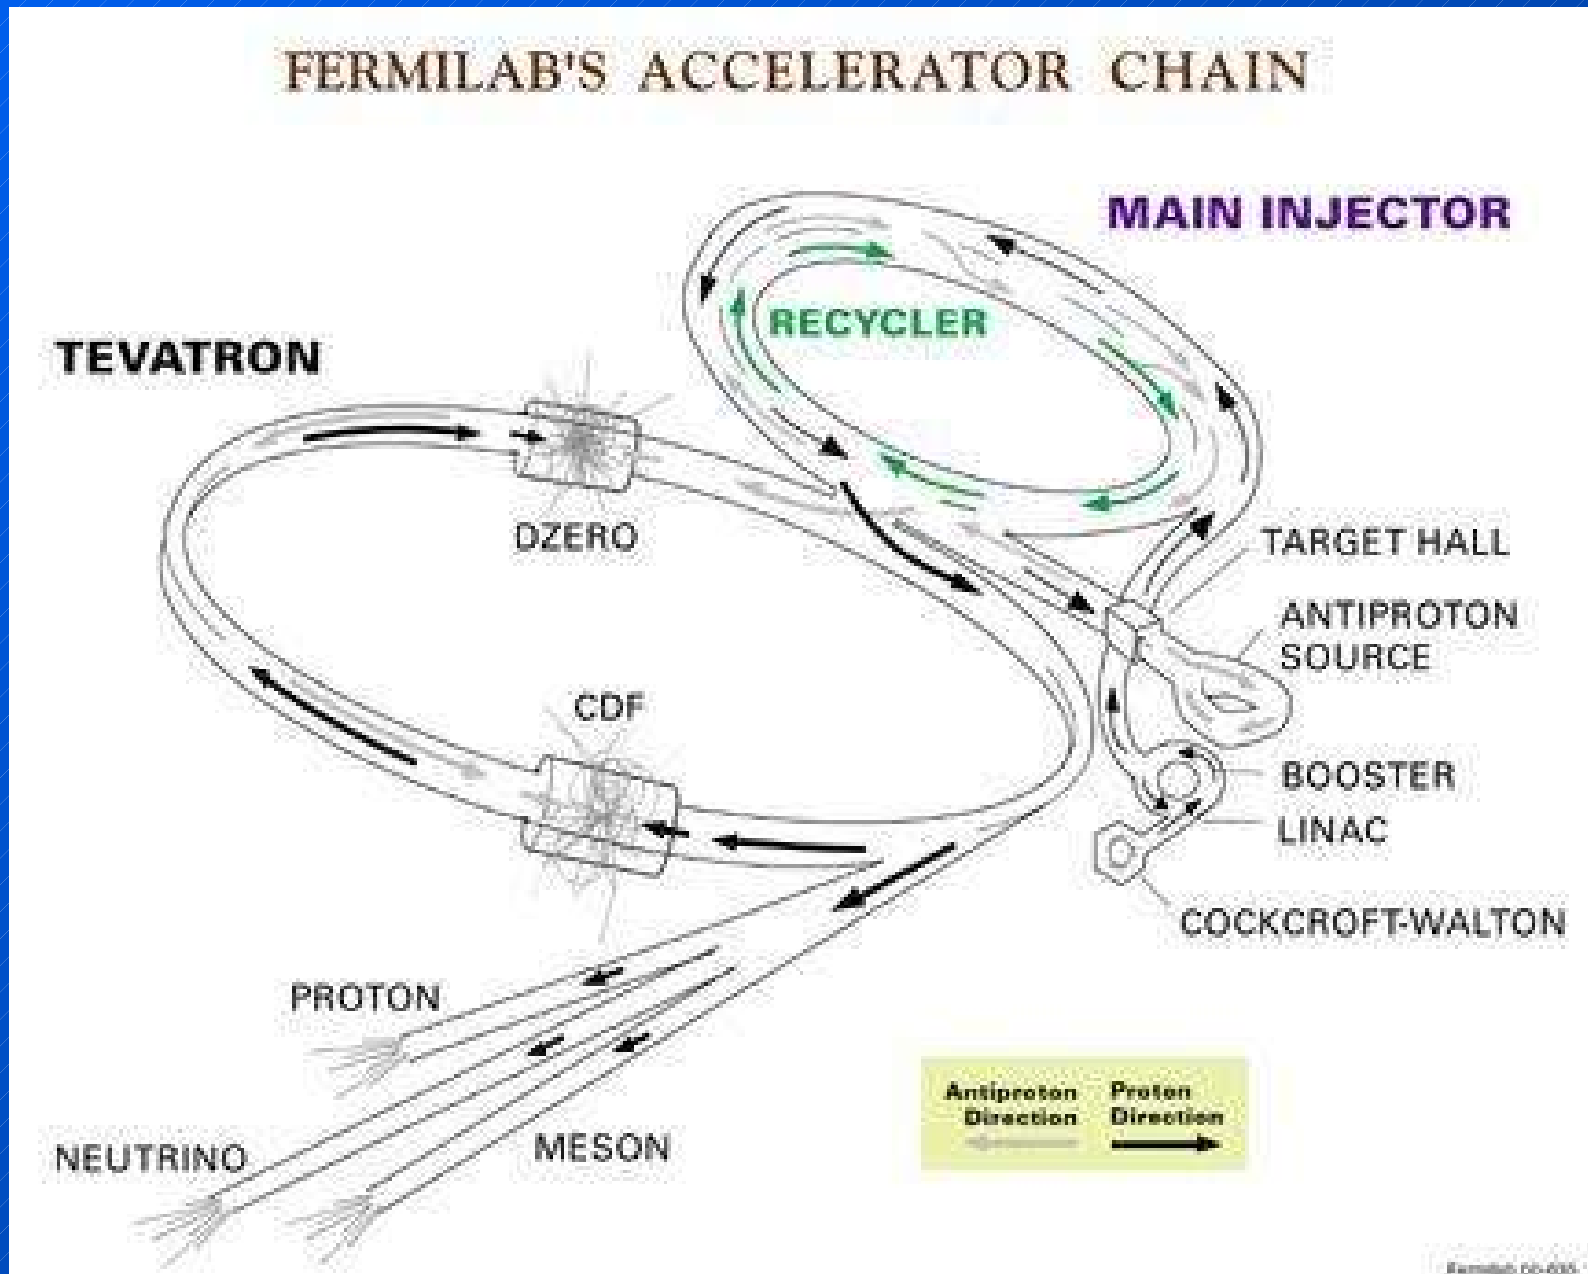 FERMILAB'S ACCELERATOR CHAIN
MAIN INJECTOR
RECYCLER
TEVATRON
DZERO
TARGET HALL
ANTIPROTON
SOURCE
CDF
BOOSTER
LINAC
COCKCROFT-WALTON
PROTON
NEUTRINO
MESON
Antiproton Proton
Direction Direction
Fermilab